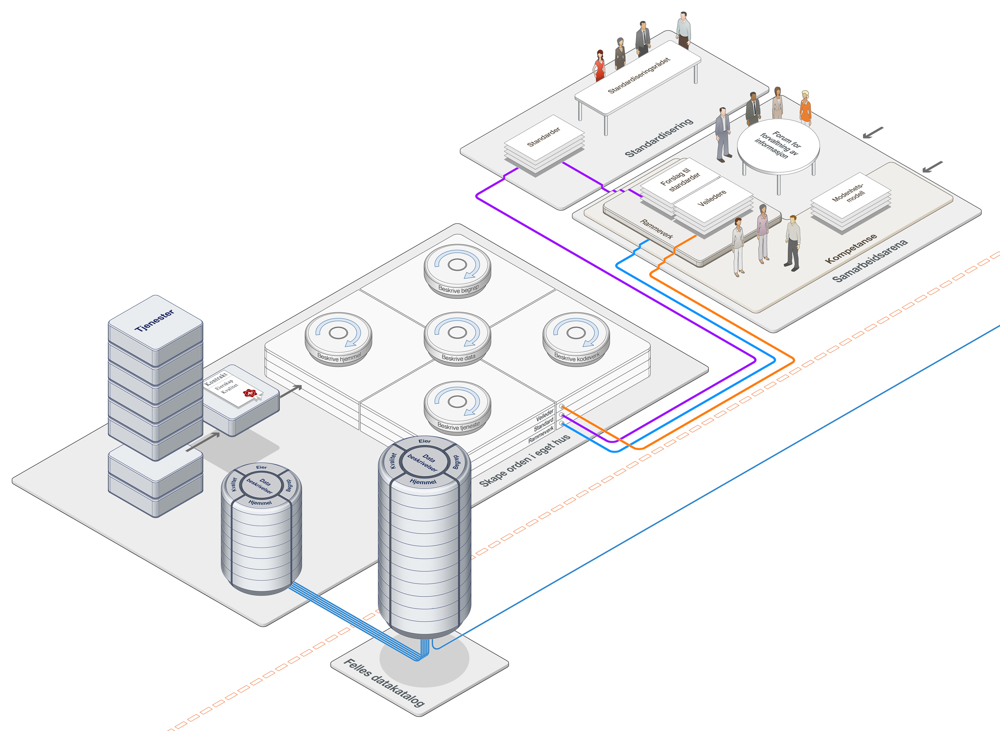 Standardiseringsrådet
Standarder
Standardisering
Forum for
forvaltning av
informasjon
Forslag til
standarder
Veiledere
Modenhets-
modell
Rammeverk
Kompetanse
Samarbeidsarena
Beskrive begrep
Beskrive hjemmel
Beskrive data
Beskrive kodeverk
Beskrive tjeneste
Tjenester
Kontrakt
Eierskap
Kvalitet
Veileder
Standard
Rammeverk
Skape orden i eget hus
Eier
Kvalitet
Data
beskrivelser
Begrep
Hjemmel
Eier
Kvalitet
Data
beskrivelser
Begrep
Hjemmel
Felles datakatalog